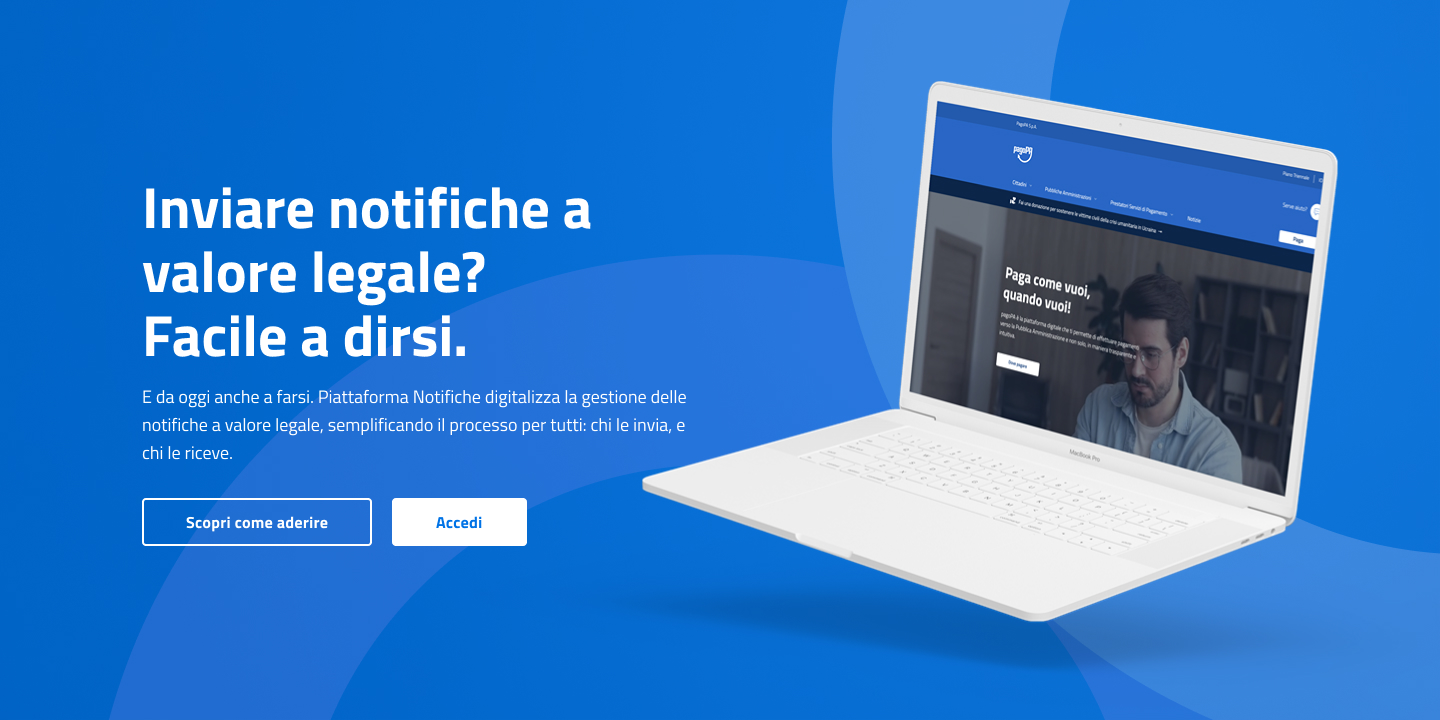 Inviare notifiche a
valore legale?
Facile a dirsi.
E da oggi anche a farsi. Piattaforma Notifiche digitalizza la gestione delle
notifiche a valore legale, semplificando il processo per tutti: chi le invia, e
chi le riceve.
Scopri come aderire
Accedi
PagoPA S.p.A.
Piano Triennale
pagoPA
Serve aiuto?
Cittadini
Pubbliche Amministrazioni
Prestatori Servizi di Pagamento
Notizie
Paga
Fai una donazione per sostenere le vittime civili della crisi umanitaria in Ucraina →
Paga come vuoi,
quando vuoi!
pagoPA è la piattaforma digitale che ti permette di effettuare pagamenti
verso la Pubblica Amministrazione e non solo, in maniera trasparente e
intuitiva.
Dove pagare
MacBook Pro